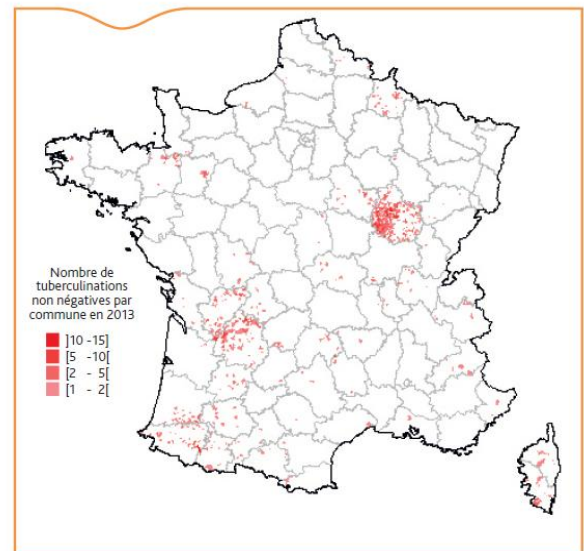 Nombre de
tuberculinations
non négatives par
commune en 2013
]10 -15]
[5 -10[
[2 - 5[
[1 - 2[